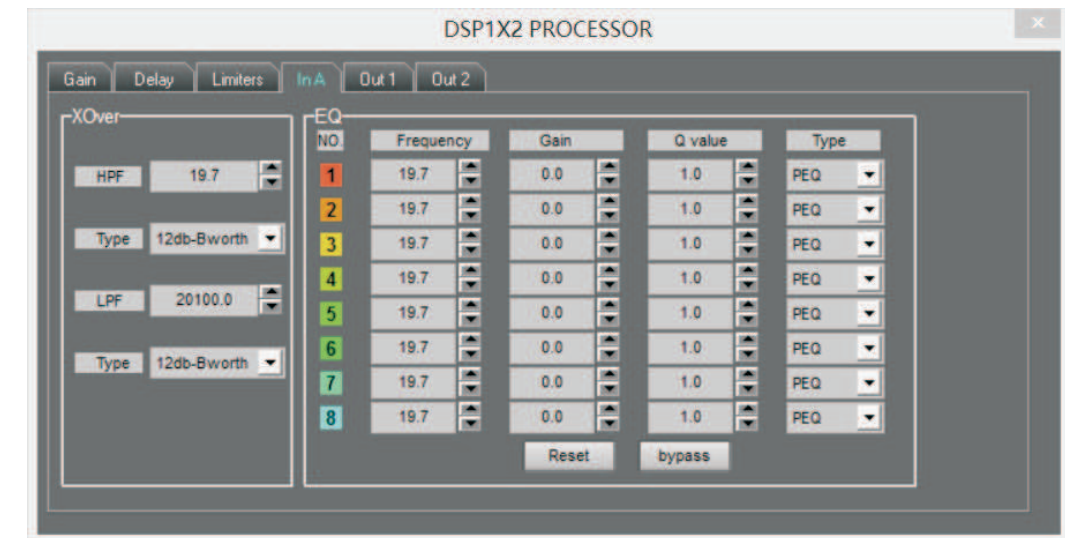 DSP1X2 PROCESSOR
×
Gain Delay Limiters In A Out 1 Out 2
XOver
EQ
NO. Frequency Gain Q value Type
HPF 19.7
Type 12db-Bworth
LPF 20100.0
Type 12db-Bworth
1 19.7 0.0 1.0 PEQ
2 19.7 0.0 1.0 PEQ
3 19.7 0.0 1.0 PEQ
4 19.7 0.0 1.0 PEQ
5 19.7 0.0 1.0 PEQ
6 19.7 0.0 1.0 PEQ
7 19.7 0.0 1.0 PEQ
8 19.7 0.0 1.0 PEQ
Reset bypass